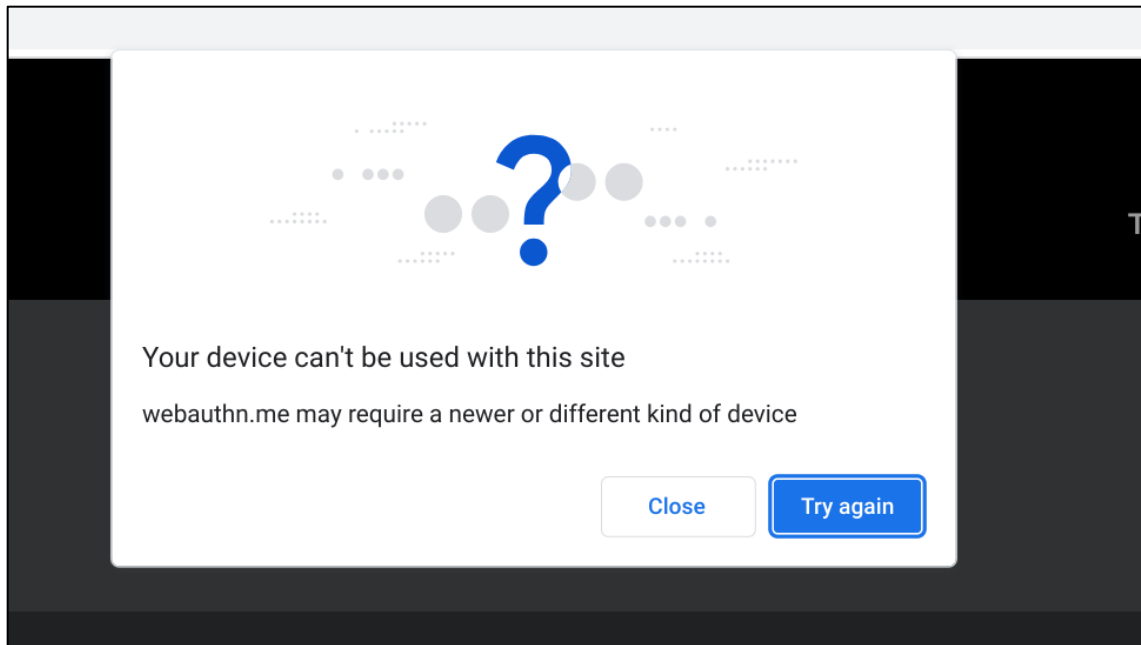 T
Your device can't be used with this site
webauthn.me may require a newer or different kind of device
Close
Try again